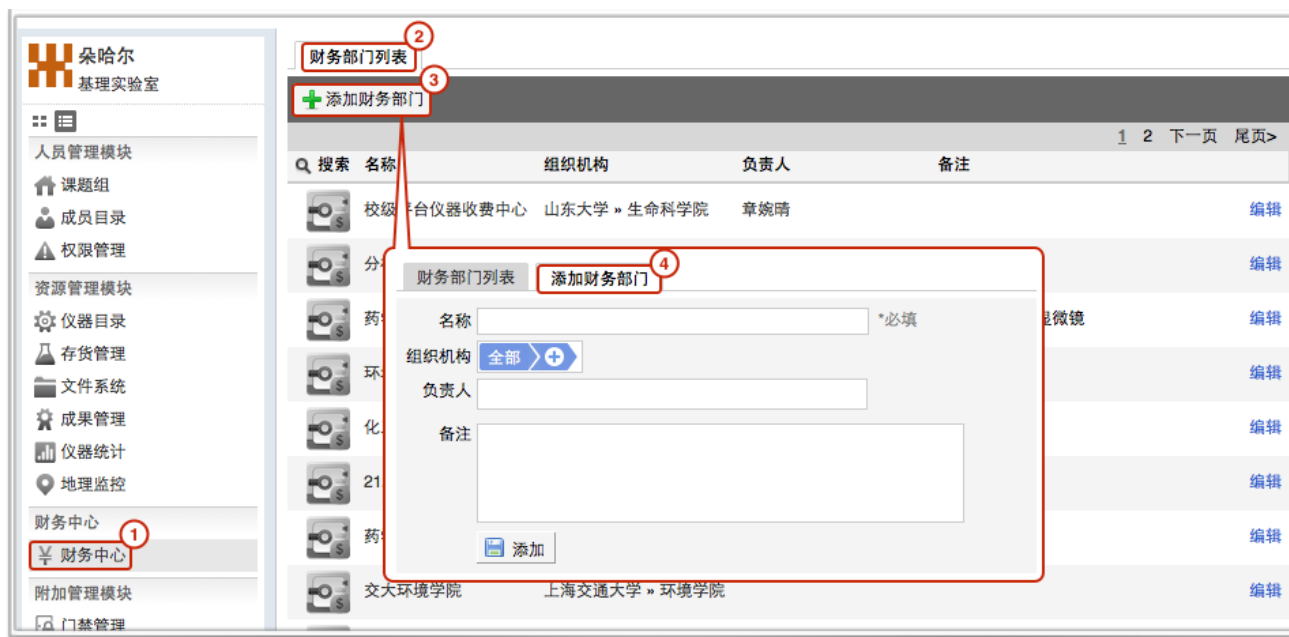 朵哈尔
基理实验室
人员管理模块
课题组
成员目录
权限管理
资源管理模块
仪器目录
存货管理
文件系统
成果管理
仪器统计
地理监控
财务中心
1
¥ 财务中心
附加管理模块
门禁管理
2
财务部门列表
3
添加财务部门
1 2 下一页 尾页>
搜索 名称 组织机构 负责人 备注
校级平台仪器收费中心 山东大学 » 生命科学院 章婉晴 编辑
编辑
显微镜 编辑
编辑
编辑
21 编辑
编辑
交大环境学院 上海交通大学 » 环境学院 编辑
4
财务部门列表 添加财务部门
名称 *必填
组织机构 全部
负责人
备注
添加